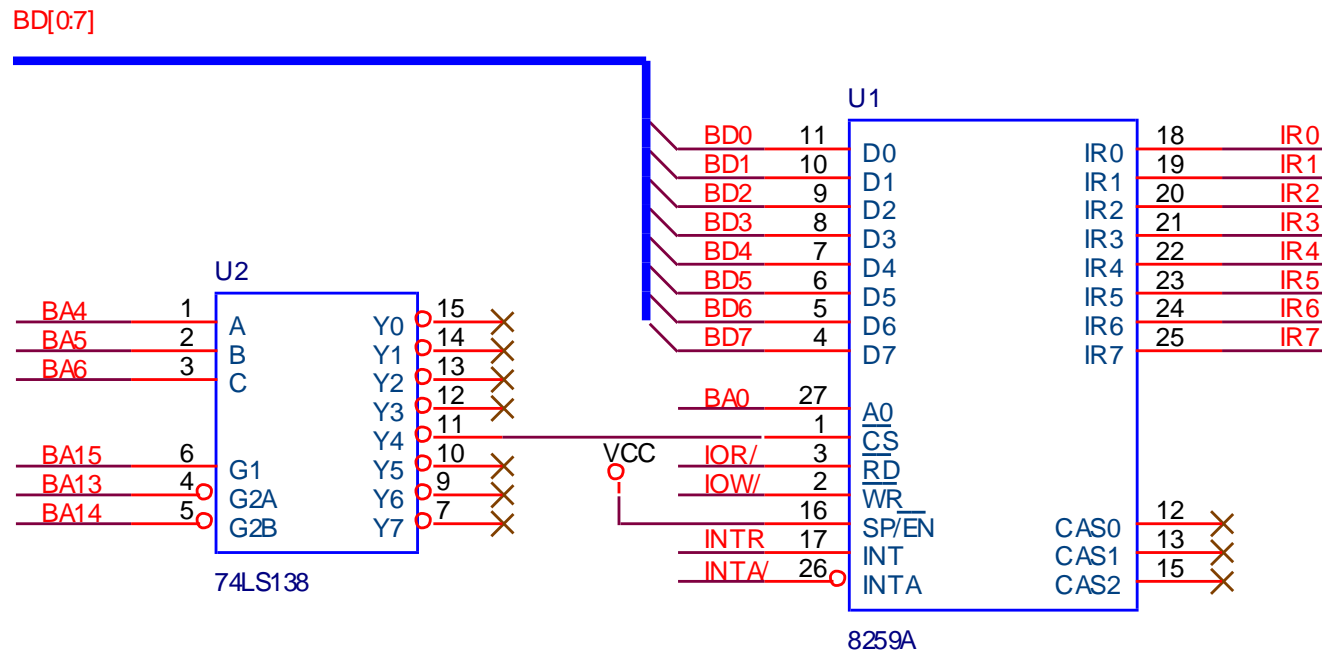 BD[0:7]
U1
BD0 11 D0 IR0 18 IR0
BD1 10 D1 IR1 19 IR1
BD2 9 D2 IR2 20 IR2
BD3 8 D3 IR3 21 IR3
BD4 7 D4 IR4 22 IR4
BD5 6 D5 IR5 23 IR5
BD6 5 D6 IR6 24 IR6
BD7 4 D7 IR7 25 IR7
BA0 27 A0
1 CS
IOR/ 3 RD
IOW/ 2 WR
VCC
16 SP/EN CAS0 12
INTR 17 INT CAS1 13
INTA/ 26 INTA CAS2 15
8259A
U2
BA4 1 A Y0 15
BA5 2 B Y1 14
BA6 3 C Y2 13
Y3 12
Y4 11
BA15 6 G1 Y5 10
BA13 4 G2A Y6 9
BA14 5 G2B Y7 7
74LS138